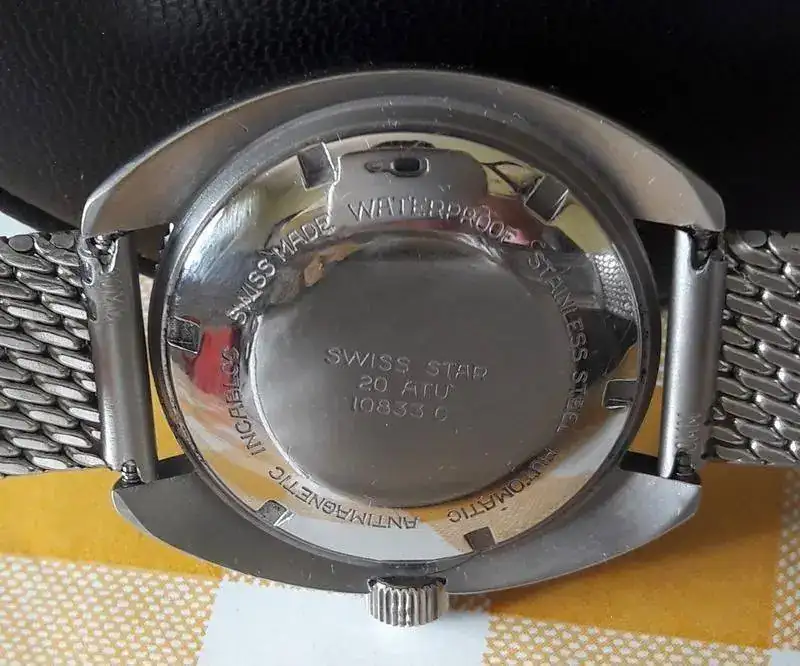 SWISS MADE WATERPROOF STAINLESS STEEL AUTOMATIC ANTIMAGNETIC INCABLOC
SWISS STAR
20 ATU
10833 C